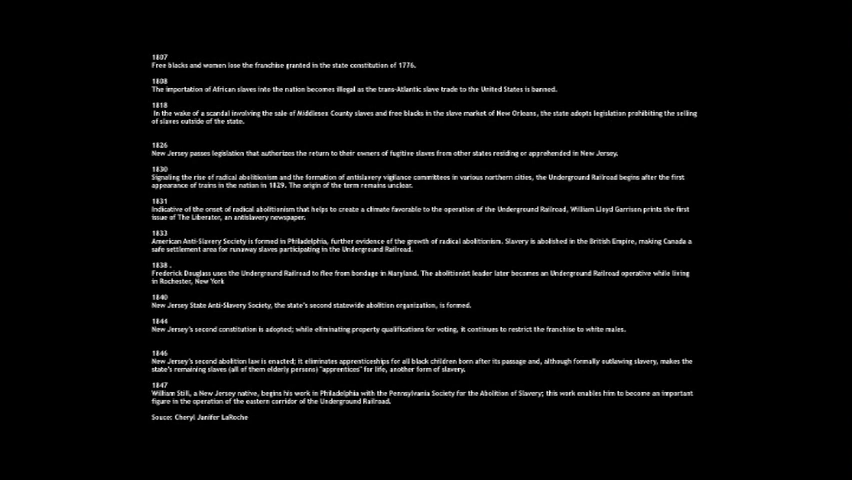 1807
Free blacks and women lose the franchise granted in the state constitution of 1776.
1808
The importation of African slaves into the nation becomes illegal as the trans-Atlantic slave trade to the United States is banned.
1818
In the wake of a scandal involving the sale of Middlesex County slaves and free blacks in the slave market of New Orleans, the state adopts legislation prohibiting the selling
of slaves outside of the state.
1826
New Jersey passes legislation that authorizes the return to their owners of fugitive slaves from other states residing or apprehended in New Jersey.
1830
Signaling the rise of radical abolitionism and the formation of antislavery vigilance committees in various northern cities, the Underground Railroad begins after the first
appearance of trains in the nation in 1829. The origin of the term remains unclear.
1831
Indicative of the onset of radical abolitionism that helps to create a climate favorable to the operation of the Underground Railroad, William Lloyd Garrison prints the first
issue of The Liberator, an antislavery newspaper.
1833
American Anti-Slavery Society is formed in Philadelphia, further evidence of the growth of radical abolitionism. Slavery is abolished in the British Empire, making Canada a
safe settlement area for runaway slaves participating in the Underground Railroad.
1838 .
Frederick Douglass uses the Underground Railroad to flee from bondage in Maryland. The abolitionist leader later becomes an Underground Railroad operative while living
in Rochester, New York
1840
New Jersey State Anti-Slavery Society, the state's second statewide abolition organization, is formed.
1844
New Jersey's second constitution is adopted; while eliminating property qualifications for voting, it continues to restrict the franchise to white males.
1846
New Jersey's second abolition law is enacted; it eliminates apprenticeships for all black children born after its passage and, although formally outlawing slavery, makes the
state's remaining slaves (all of them elderly persons) "apprentices" for life, another form of slavery.
1847
William Still, a New Jersey native, begins his work in Philadelphia with the Pennsylvania Society for the Abolition of Slavery; this work enables him to become an important
figure in the operation of the eastern corridor of the Underground Railroad.
Souce: Cheryl Janifer LaRoche